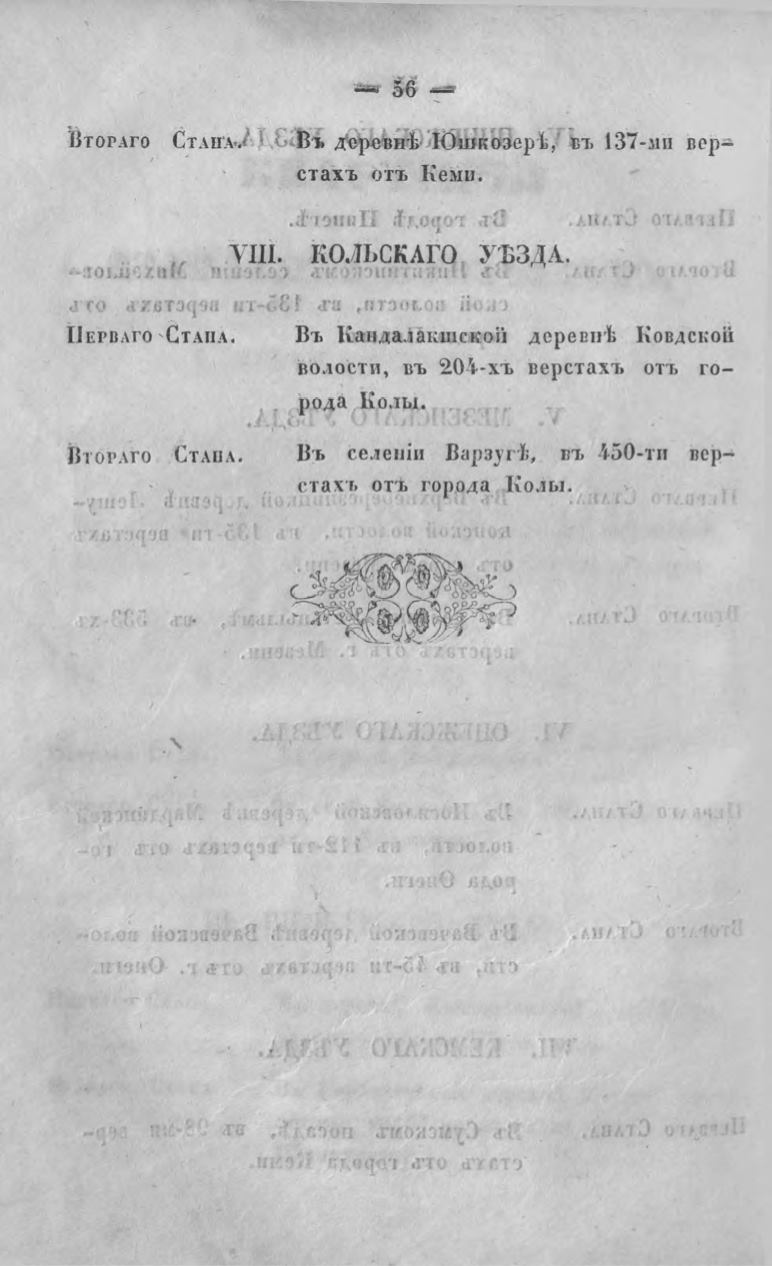 — 56 —
Втораго Стана. Въ деревнѣ Юшкозерѣ, въ 137-ми вер-
стахъ отъ Кеми.
VIII. КОЛЬСКАГО УѢЗДА.
Перваго Стана. Въ Кандалакшской деревнѣ Ковдской
волости, въ 204-хъ верстахъ отъ го-
рода Колы.
Втораго Стана. Въ селеніи Варзугѣ, въ 450-ти вер-
стахъ отъ города Колы.